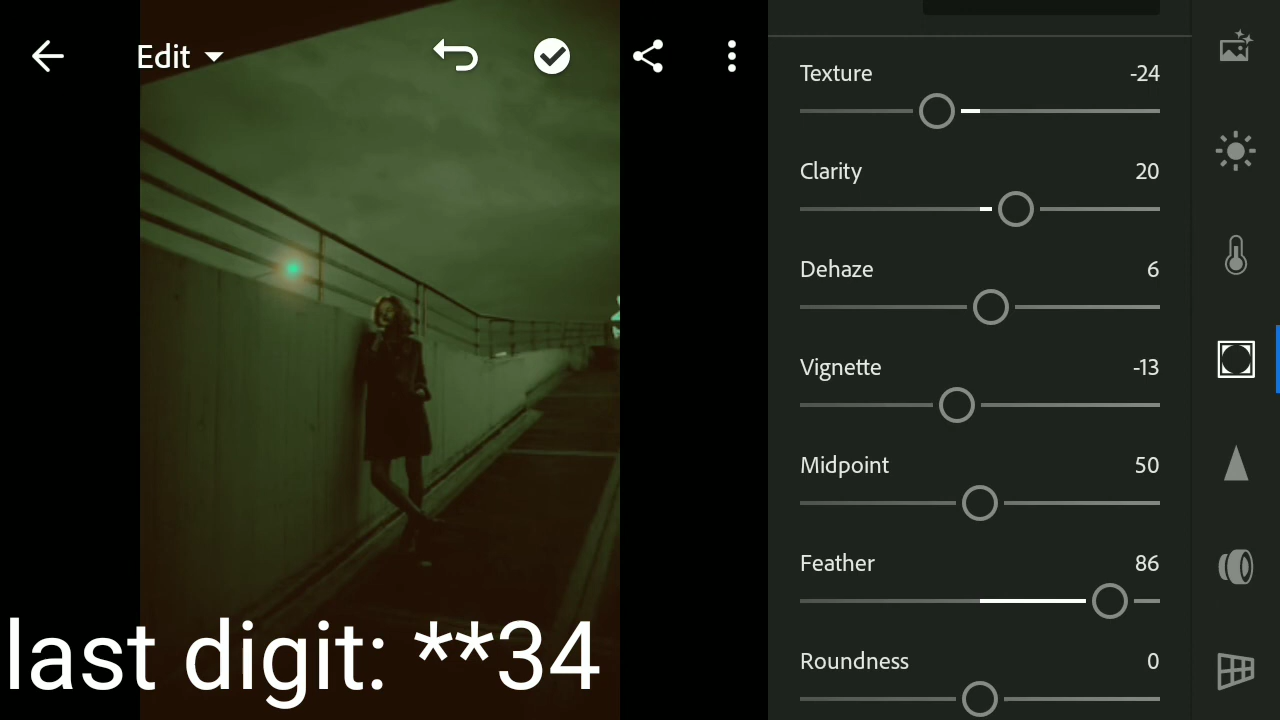 Edit
Texture -24
Clarity 20
Dehaze 6
Vignette -13
Midpoint 50
Feather 86
Roundness 0
last digit: **34